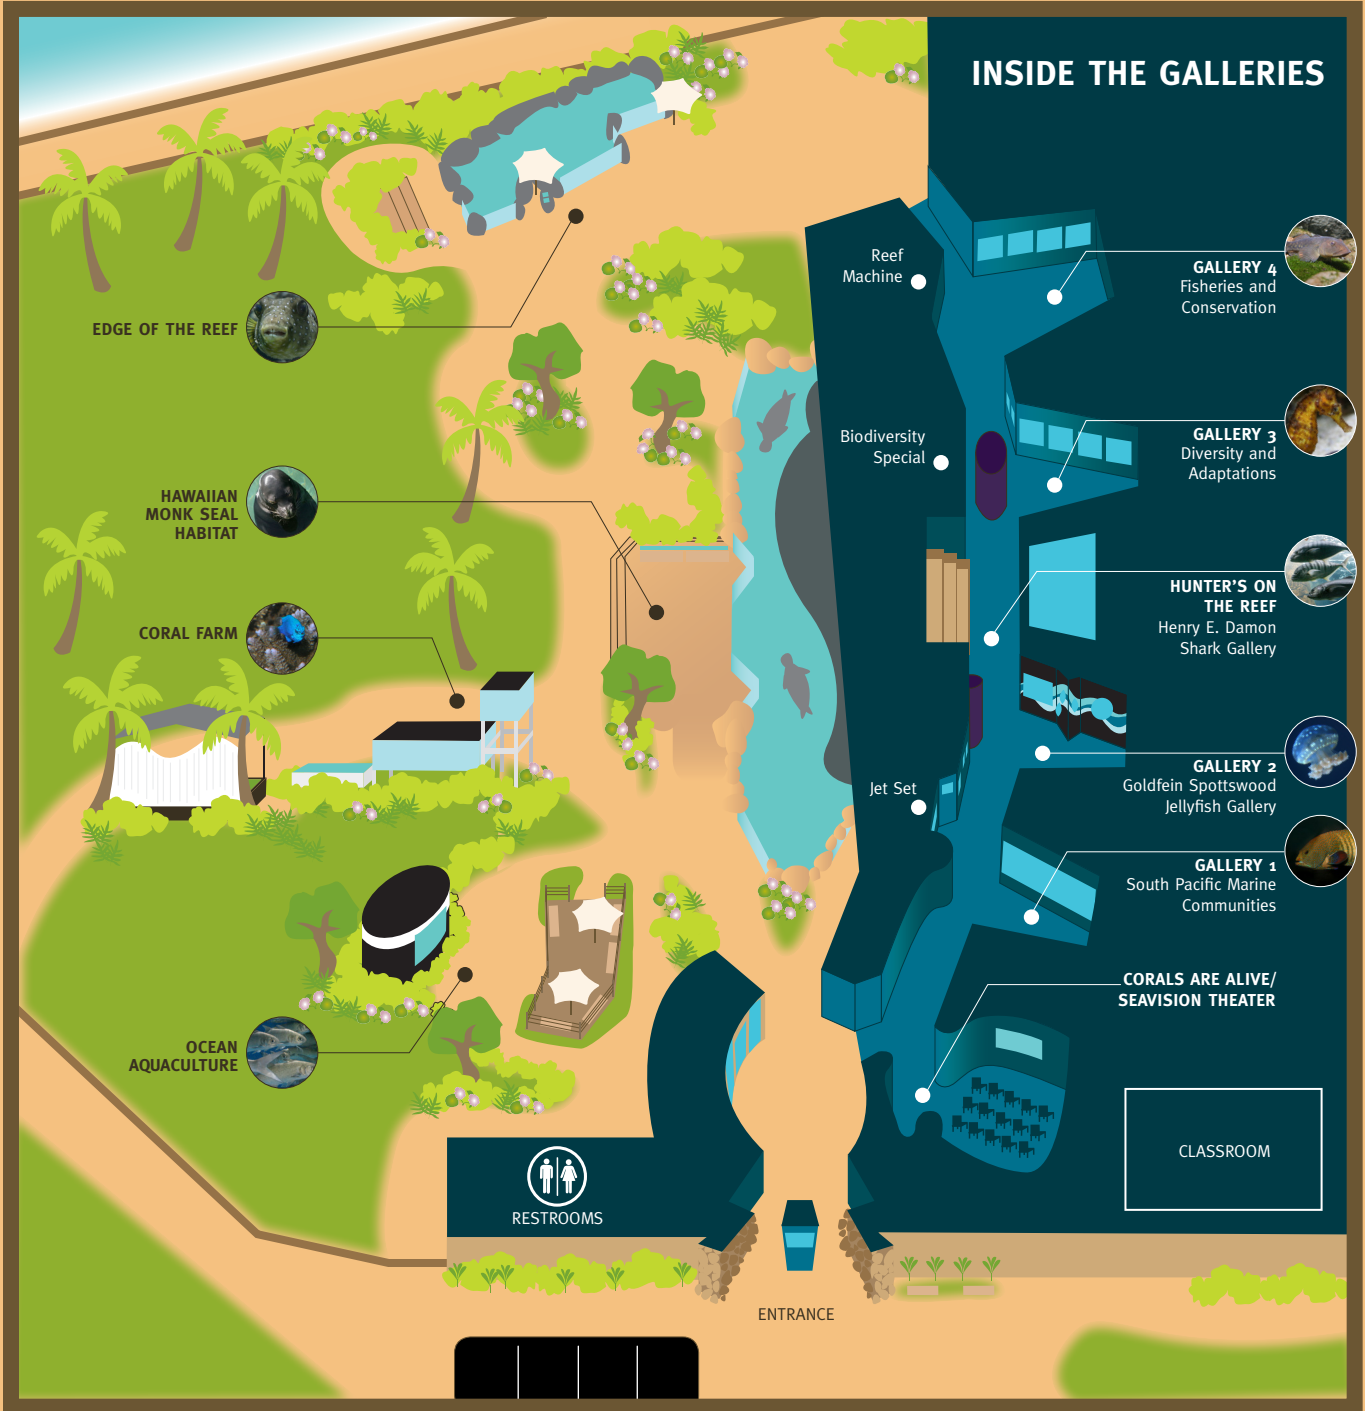 INSIDE THE GALLERIES
Reef
Machine
GALLERY 4
Fisheries and
Conservation
EDGE OF THE REEF
Biodiversity
Special
GALLERY 3
Diversity and
Adaptations
HAWAIIAN
MONK SEAL
HABITAT
HUNTER'S ON
THE REEF
Henry E. Damon
Shark Gallery
CORAL FARM
GALLERY 2
Goldfein Spottswood
Jellyfish Gallery
Jet Set
GALLERY 1
South Pacific Marine
Communities
CORALS ARE ALIVE/
SEAVISION THEATER
OCEAN
AQUACULTURE
CLASSROOM
RESTROOMS
ENTRANCE